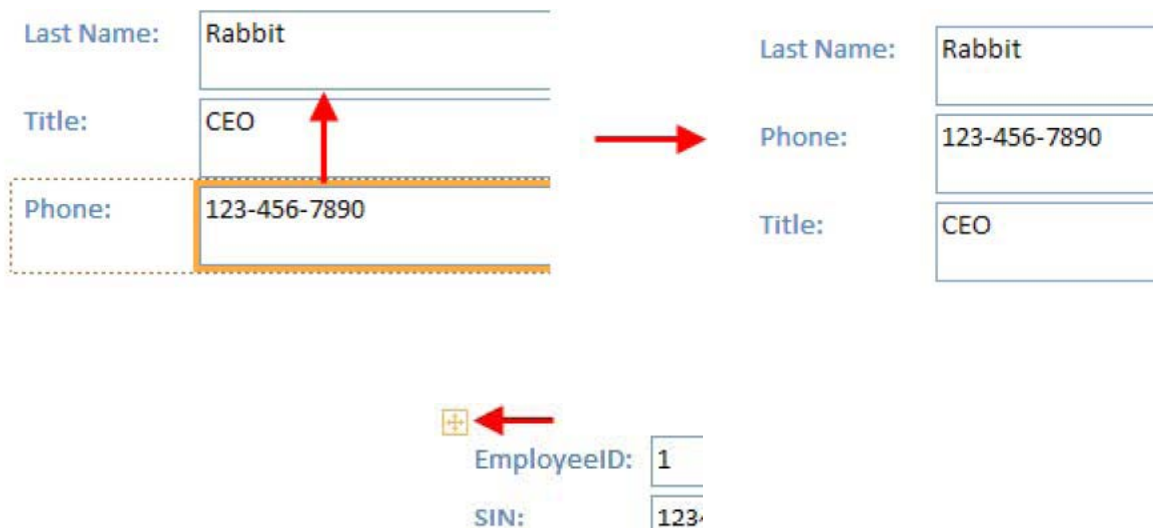 Last Name: Rabbit
Title: CEO
Phone: 123-456-7890
Last Name: Rabbit
Phone: 123-456-7890
Title: CEO
EmployeeID: 1
SIN: 123-